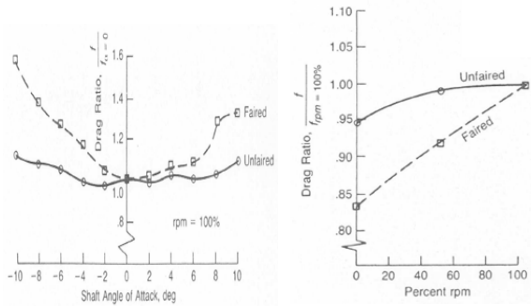 Drag Ratio, f / fα = 0
1.6
1.4
1.2
1.0
.8
Faired
Unfaired
rpm = 100%
-10 -8 -6 -4 -2 0 2 4 6 8 10
Shaft Angle of Attack, deg
Drag Ratio, f / frpm = 100%
1.10
1.05
1.00
.95
.90
.85
.80
Unfaired
Faired
0 20 40 60 80 100
Percent rpm